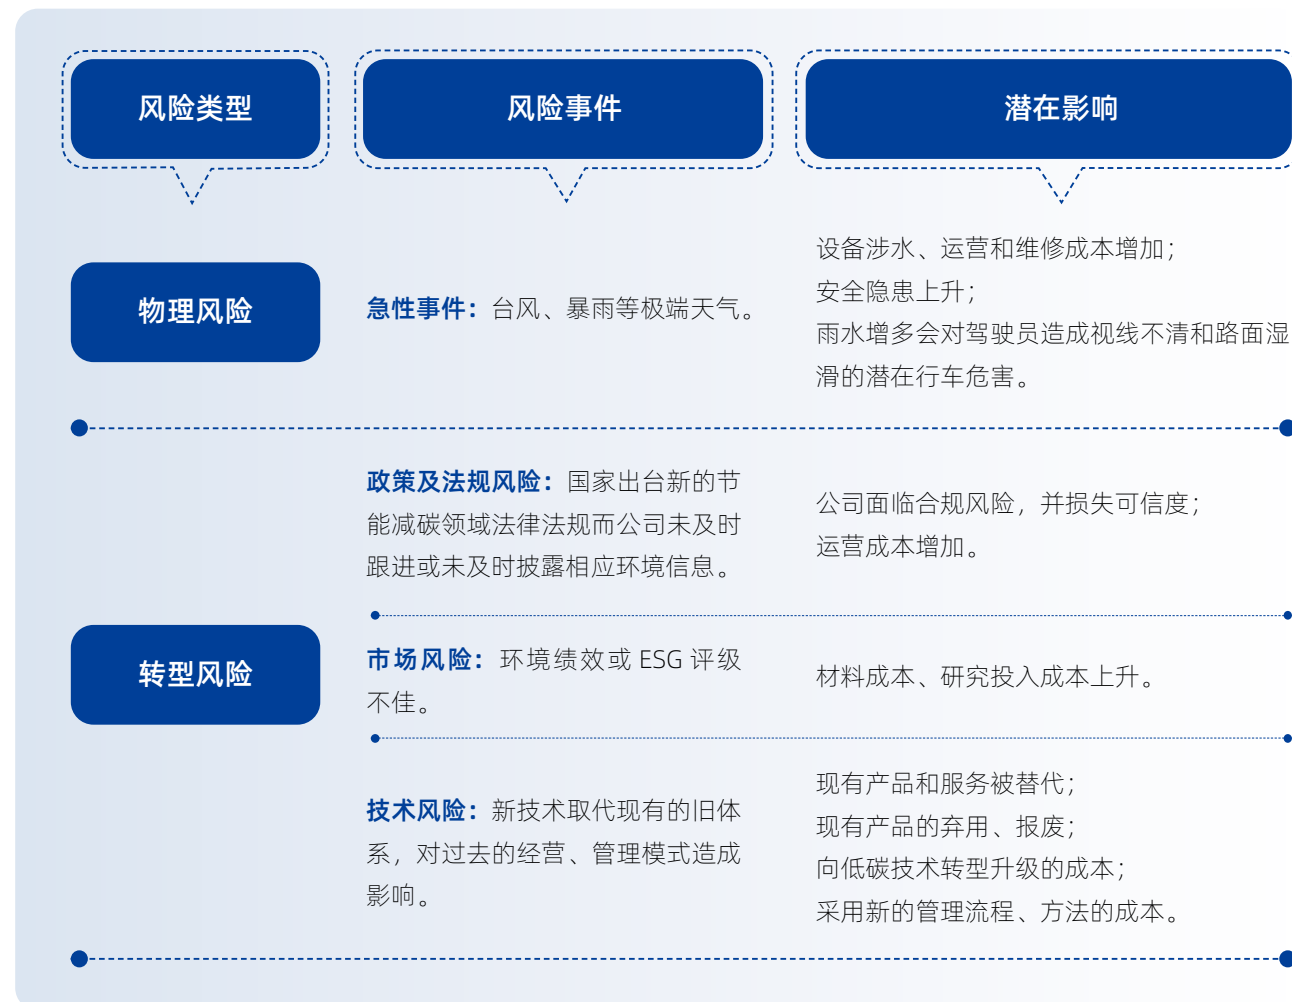 风险类型
风险事件
潜在影响
物理风险
急性事件：台风、暴雨等极端天气。
设备涉水、运营和维修成本增加；
安全隐患上升；
雨水增多会对驾驶员造成视线不清和路面湿
滑的潜在行车危害。
转型风险
政策及法规风险：国家出台新的节
能减碳领域法律法规而公司未及时
跟进或未及时披露相应环境信息。
公司面临合规风险，并损失可信度；
运营成本增加。
市场风险：环境绩效或 ESG 评级
不佳。
材料成本、研究投入成本上升。
技术风险：新技术取代现有的旧体
系，对过去的经营、管理模式造成
影响。
现有产品和服务被替代；
现有产品的弃用、报废；
向低碳技术转型升级的成本；
采用新的管理流程、方法的成本。